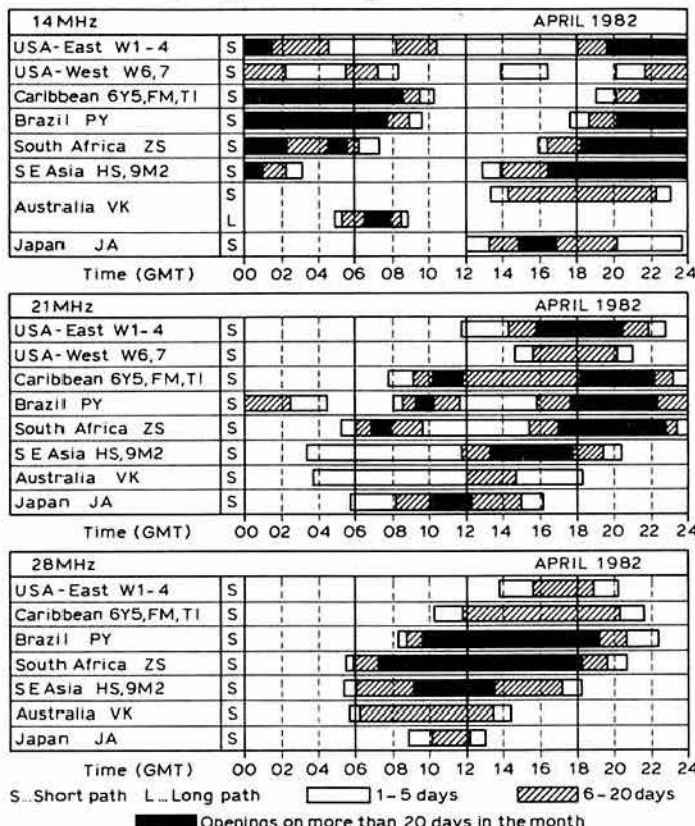 14MHz APRIL 1982
USA-East W1-4 S
USA-West W6,7 S
Caribbean 6Y5,FM,TI S
Brazil PY S
South Africa ZS S
S E Asia HS,9M2 S
Australia VK S
L
Japan JA S
Time (GMT) 00 02 04 06 08 10 12 14 16 18 20 22 24
21MHz APRIL 1982
USA-East W1-4 S
USA-West W6,7 S
Caribbean 6Y5,FM,TI S
Brazil PY S
South Africa ZS S
S E Asia HS,9M2 S
Australia VK S
Japan JA S
Time (GMT) 00 02 04 06 08 10 12 14 16 18 20 22 24
28MHz APRIL 1982
USA-East W1-4 S
Caribbean 6Y5,FM,TI S
Brazil PY S
South Africa ZS S
S E Asia HS,9M2 S
Australia VK S
Japan JA S
Time (GMT) 00 02 04 06 08 10 12 14 16 18 20 22 24
S...Short path L...Long path 1-5 days 6-20days
Openings on more than 20 days in the month